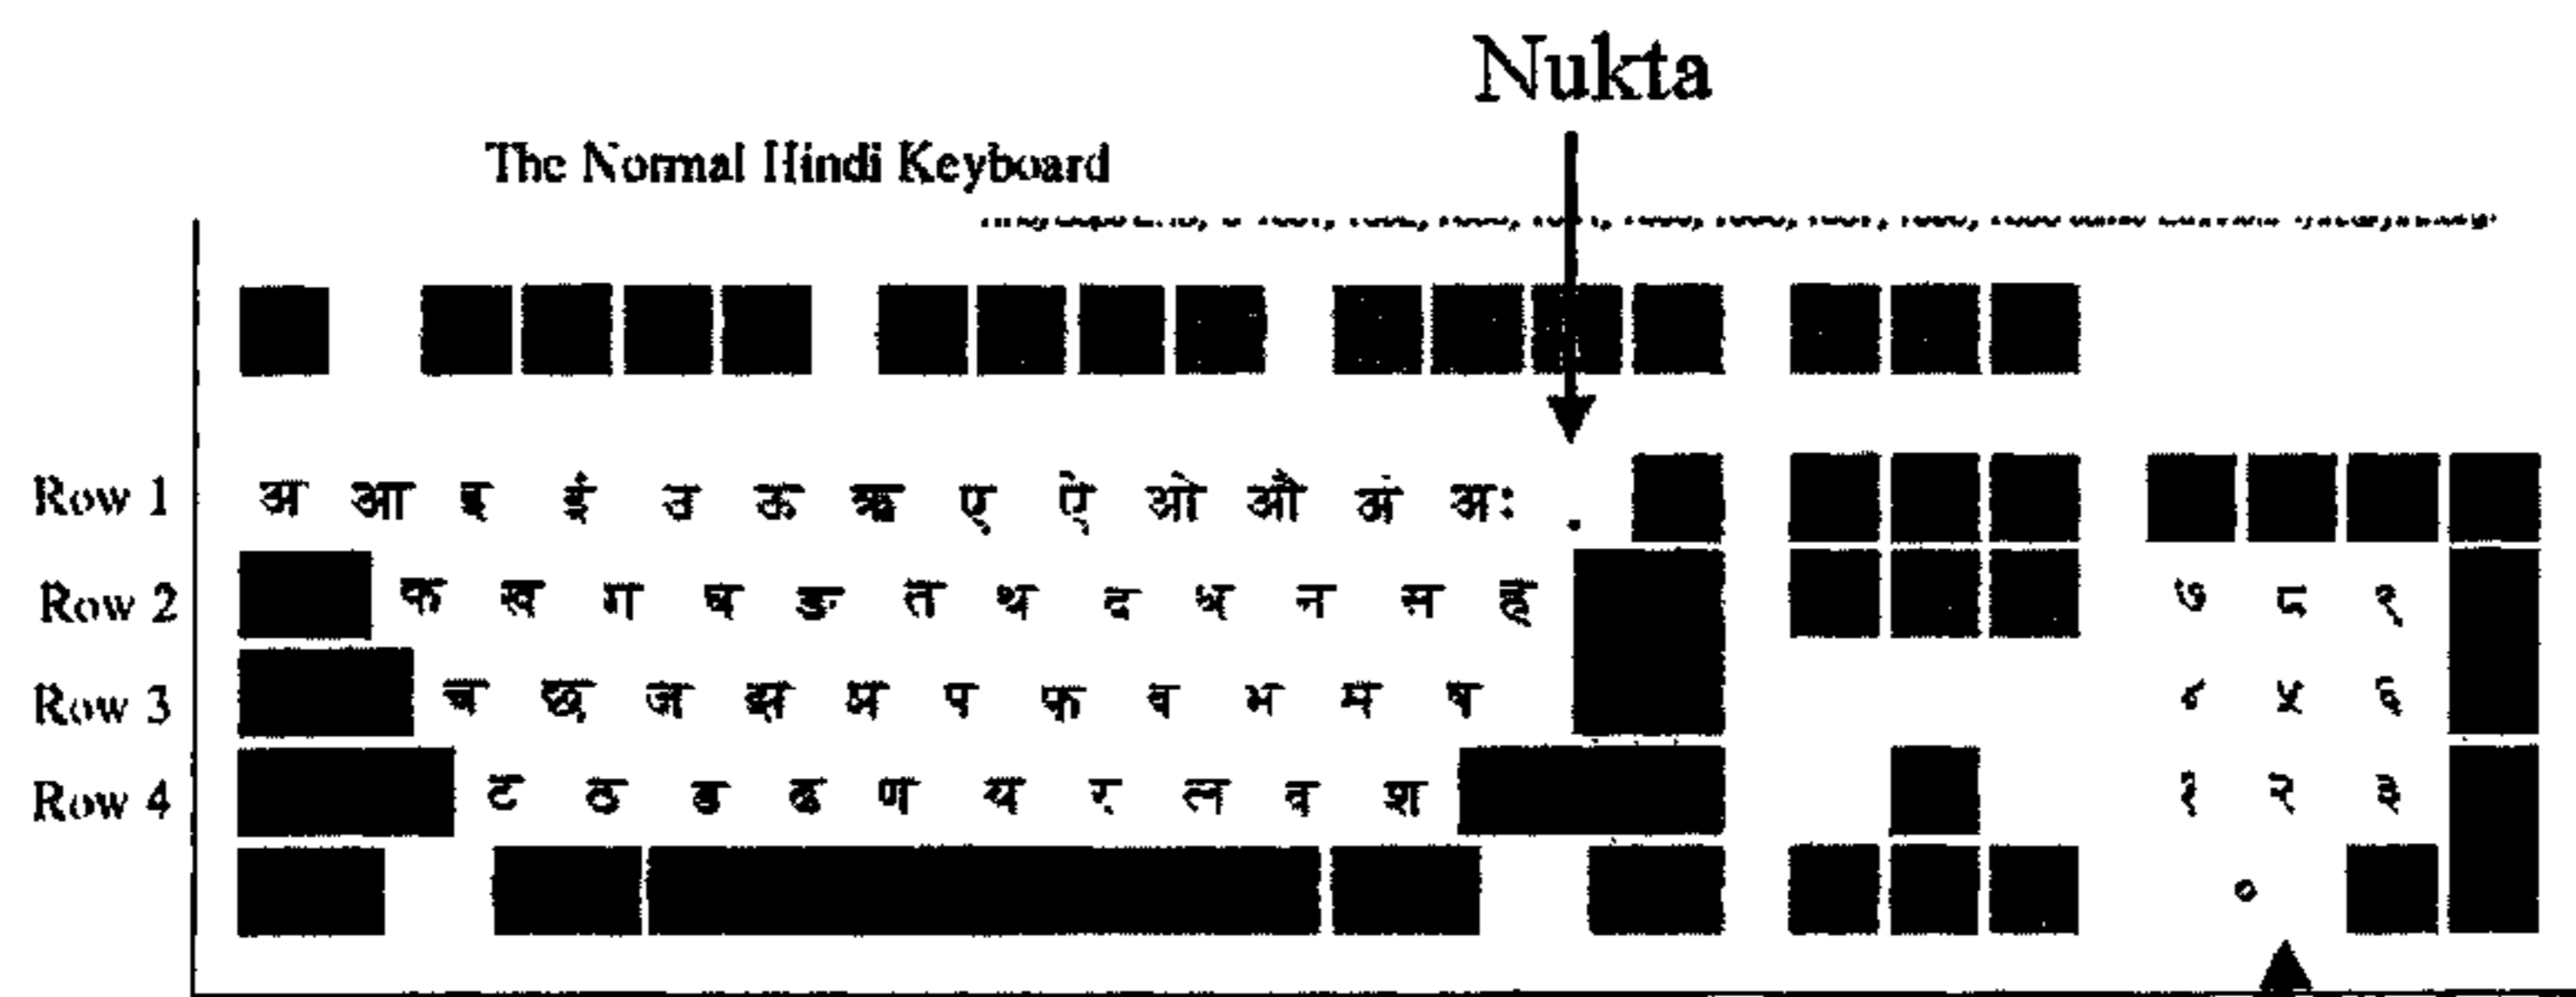 Nukta
The Normal Hindi Keyboard
Row 1 अ आ इ ई उ ऊ ऋ ए ऐ ओ औ अं अः .
Row 2 क ख ग घ ङ त थ द ध न स ह ७ ८ ९
Row 3 च छ ज झ ञ प फ ब भ म ष ४ ५ ६
Row 4 ट ठ ड ढ ण य र ल व श १ २ ३
०